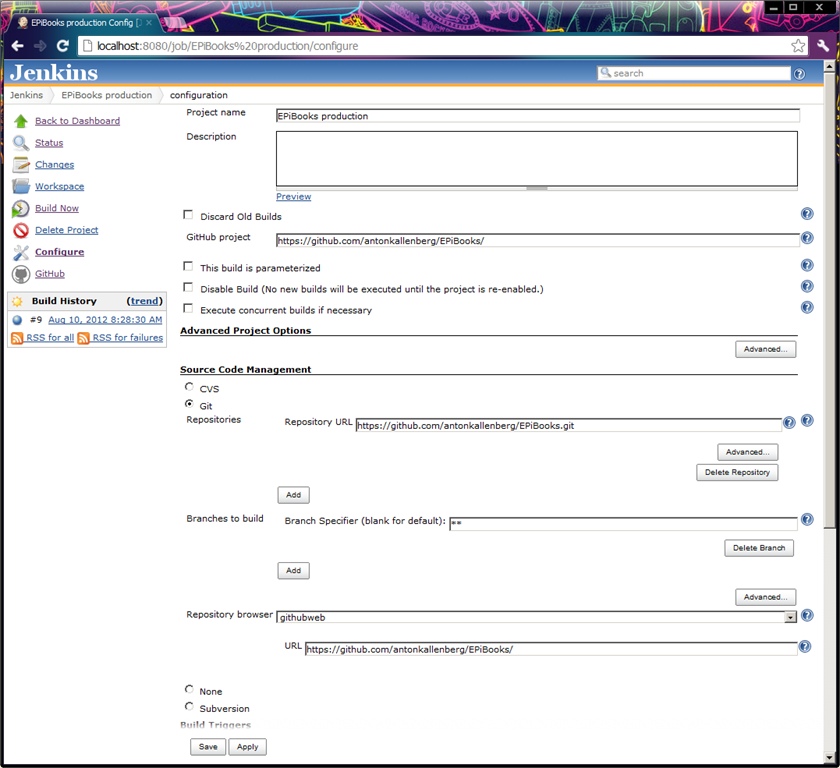 EPiBooks production Config [J
localhost:8080/job/EPiBooks%20production/configure
Jenkins
search
Jenkins EPiBooks production configuration
Back to Dashboard
Status
Changes
Workspace
Build Now
Delete Project
Configure
GitHub
Build History (trend)
#9 Aug 10, 2012 8:28:30 AM
RSS for all RSS for failures
Project name EPiBooks production
Description
Preview
Discard Old Builds
GitHub project https://github.com/antonkallenberg/EPiBooks/
This build is parameterized
Disable Build (No new builds will be executed until the project is re-enabled.)
Execute concurrent builds if necessary
Advanced Project Options
Advanced...
Source Code Management
CVS
Git
Repositories Repository URL https://github.com/antonkallenberg/EPiBooks.git
Advanced...
Delete Repository
Add
Branches to build Branch Specifier (blank for default): **
Delete Branch
Add
Advanced...
Repository browser githubweb
URL https://github.com/antonkallenberg/EPiBooks/
None
Subversion
Build Triggers
Save Apply